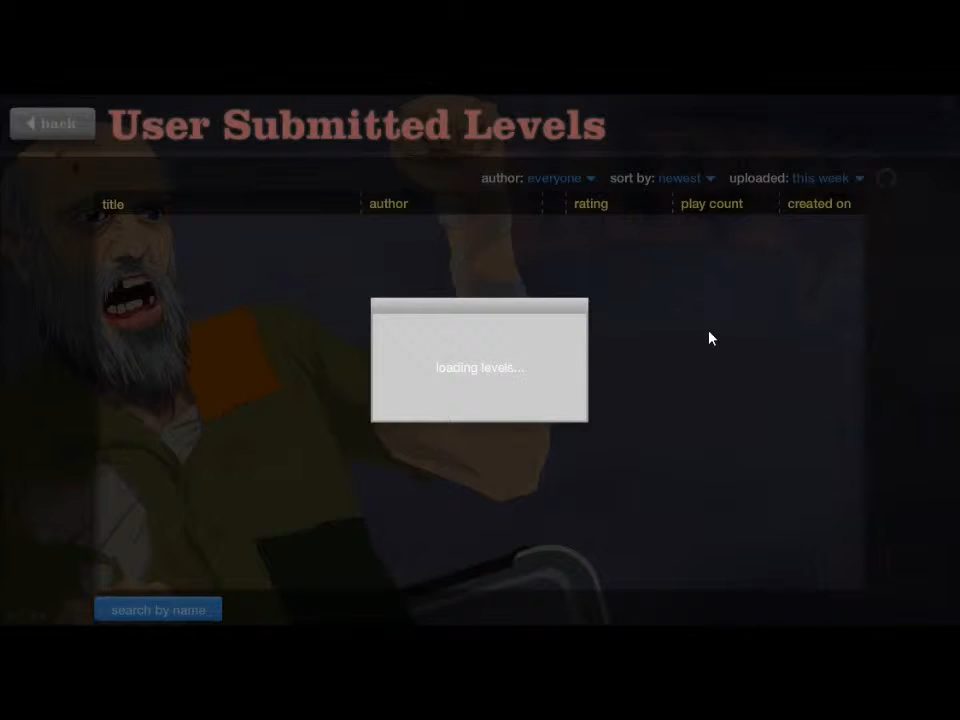 back
User Submitted Levels
author: everyone sort by: newest uploaded: this week
title author rating play count created on
loading levels...
search by name